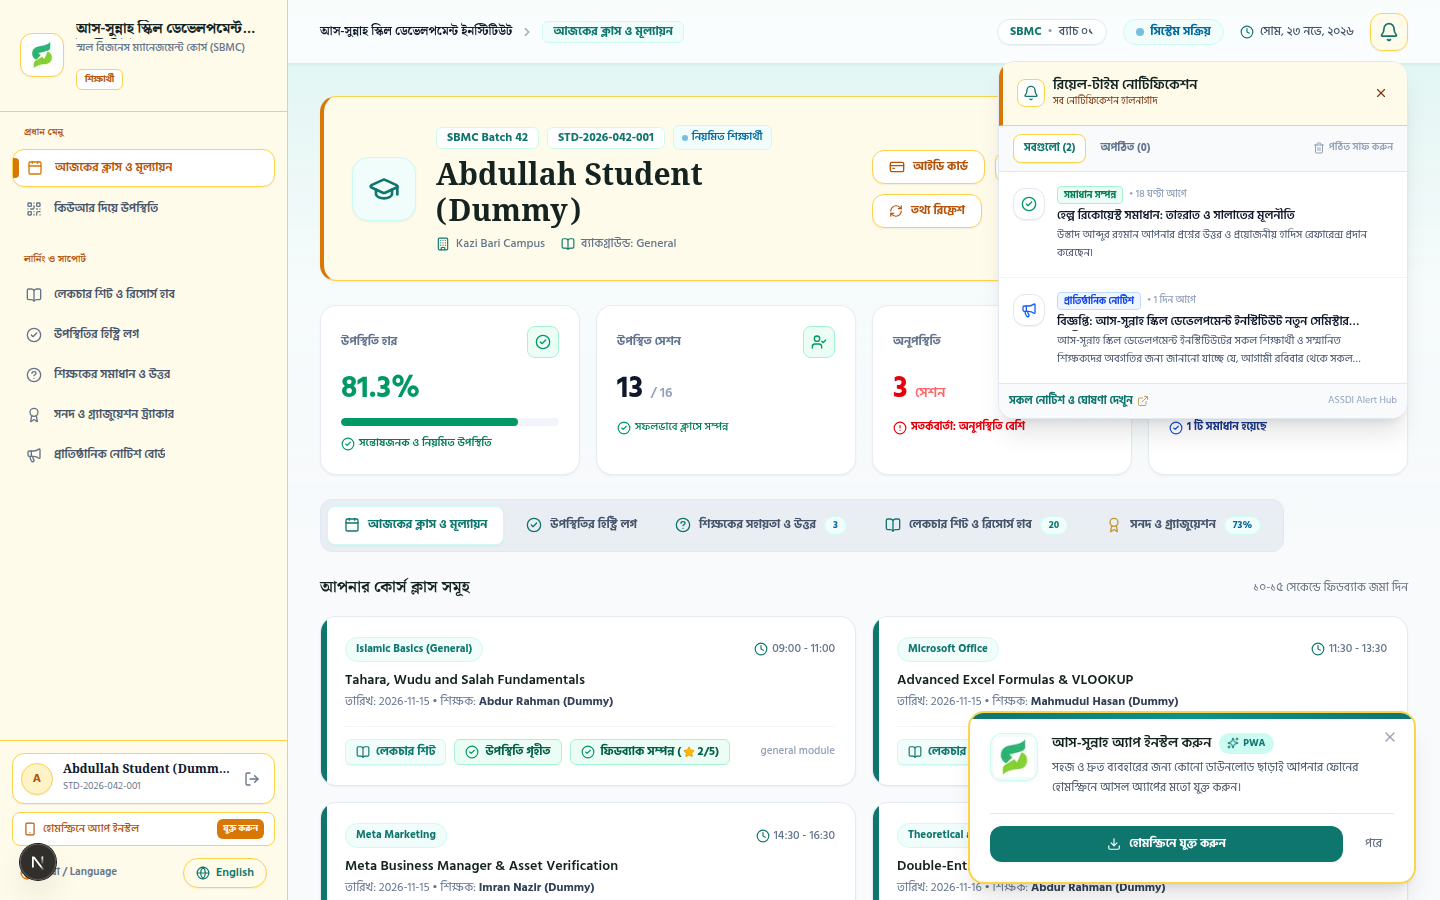 আস-সুন্নাহ স্কিল ডেভেলপমেন্ট...
স্মল বিজনেস ম্যানেজমেন্ট কোর্স (SBMC)
শিক্ষার্থী
প্রধান মেনু
আজকের ক্লাস ও মূল্যায়ন
কিউআর দিয়ে উপস্থিতি
লার্নিং ও সাপোর্ট
লেকচার শিট ও রিসোর্স হাব
উপস্থিতির হিস্ট্রি লগ
শিক্ষকের সমাধান ও উত্তর
সনদ ও গ্র্যাজুয়েশন ট্র্যাকার
প্রাতিষ্ঠানিক নোটিশ বোর্ড
A
Abdullah Student (Dumm...
STD-2026-042-001
হোমস্ক্রিনে অ্যাপ ইনস্টল
যুক্ত করুন
/ Language
English
N
আস-সুন্নাহ স্কিল ডেভেলপমেন্ট ইনস্টিটিউট
আজকের ক্লাস ও মূল্যায়ন
SBMC • ব্যাচ ০১
সিস্টেম সক্রিয়
সোম, ২৩ নভে, ২০২৬
SBMC Batch 42
STD-2026-042-001
নিয়মিত শিক্ষার্থী
Abdullah Student
(Dummy)
Kazi Bari Campus
ব্যাকগ্রাউন্ড: General
আইডি কার্ড
তথ্য রিফ্রেশ
রিয়েল-টাইম নোটিফিকেশন
সব নোটিফিকেশন হালনাগাদ
সবগুলো (2)
অপঠিত (0)
পঠিত সাফ করুন
সমাধান সম্পন্ন
• 18 ঘণ্টা আগে
হেল্প রিকোয়েস্ট সমাধান: তাহারাত ও সালাতের মূলনীতি
উস্তাদ আব্দুর রহমান আপনার প্রশ্নের উত্তর ও প্রয়োজনীয় হাদিস রেফারেন্স প্রদান
করেছেন।
প্রাতিষ্ঠানিক নোটিশ
• 1 দিন আগে
বিজ্ঞপ্তি: আস-সুন্নাহ স্কিল ডেভেলপমেন্ট ইনস্টিটিউট নতুন সেমিস্টার...
আস-সুন্নাহ স্কিল ডেভেলপমেন্ট ইনস্টিটিউটের সকল শিক্ষার্থী ও সম্মানিত
শিক্ষকদের অবগতির জন্য জানানো যাচ্ছে যে, আগামী রবিবার থেকে সকল...
সকল নোটিশ ও ঘোষণা দেখুন
ASSDI Alert Hub
উপস্থিতি হার
81.3%
সন্তোষজনক ও নিয়মিত উপস্থিতি
উপস্থিত সেশন
13 / 16
সফলভাবে ক্লাসে সম্পন্ন
অনুপস্থিতি
3 সেশন
সতর্কবার্তা: অনুপস্থিতি বেশি
1 টি সমাধান হয়েছে
আজকের ক্লাস ও মূল্যায়ন
উপস্থিতির হিস্ট্রি লগ
শিক্ষকের সহায়তা ও উত্তর 3
লেকচার শিট ও রিসোর্স হাব 20
সনদ ও গ্র্যাজুয়েশন 73%
আপনার কোর্স ক্লাস সমূহ
১০-১৫ সেকেন্ডে ফিডব্যাক জমা দিন
Islamic Basics (General)
09:00 - 11:00
Tahara, Wudu and Salah Fundamentals
তারিখ: 2026-11-15 • শিক্ষক: Abdur Rahman (Dummy)
লেকচার শিট
উপস্থিতি গৃহীত
ফিডব্যাক সম্পন্ন (⭐ 2/5)
general module
Microsoft Office
11:30 - 13:30
Advanced Excel Formulas & VLOOKUP
তারিখ: 2026-11-15 • শিক্ষক: Mahmudul Hasan (Dummy)
লেকচার
Meta Marketing
14:30 - 16:30
Meta Business Manager & Asset Verification
তারিখ: 2026-11-15 • শিক্ষক: Imran Nazir (Dummy)
Theoretical
Double-Ent
তারিখ: 2026-11-16 • শিক্ষক: Abdur Rahman (Dummy)
আস-সুন্নাহ অ্যাপ ইনস্টল করুন
PWA
সহজ ও দ্রুত ব্যবহারের জন্য কোনো ডাউনলোড ছাড়াই আপনার ফোনের
হোমস্ক্রিনে আসল অ্যাপের মতো যুক্ত করুন।
হোমস্ক্রিনে যুক্ত করুন
পরে